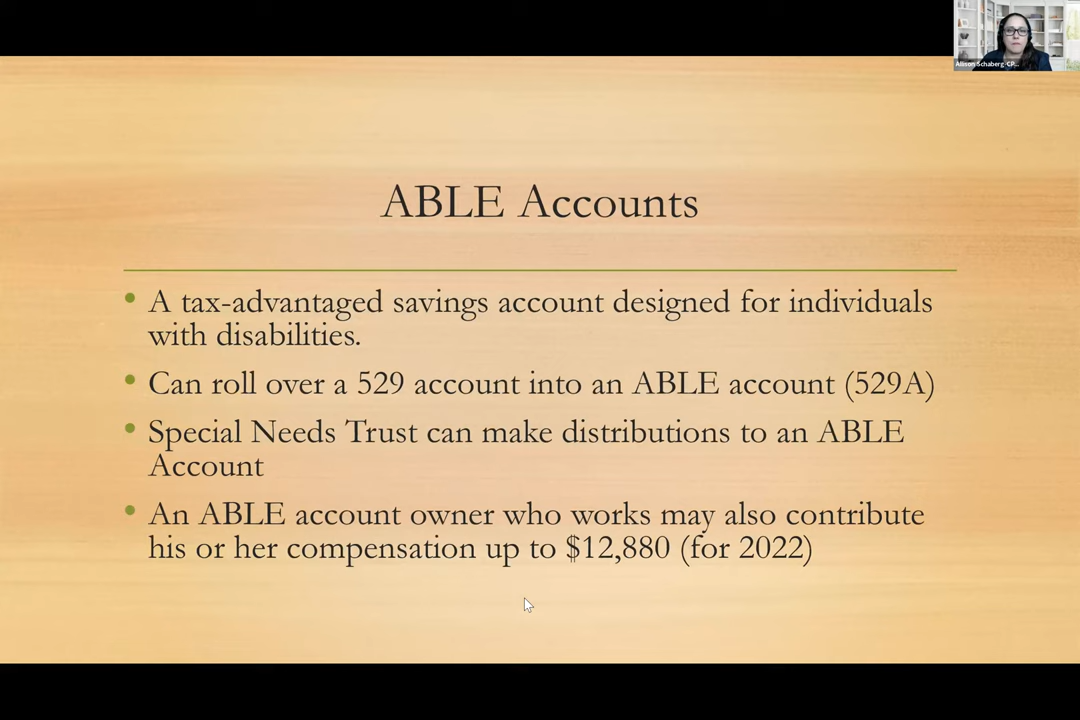 Allison Schaberg-CP...
ABLE Accounts
• A tax-advantaged savings account designed for individuals
with disabilities.
• Can roll over a 529 account into an ABLE account (529A)
• Special Needs Trust can make distributions to an ABLE
Account
• An ABLE account owner who works may also contribute
his or her compensation up to $12,880 (for 2022)